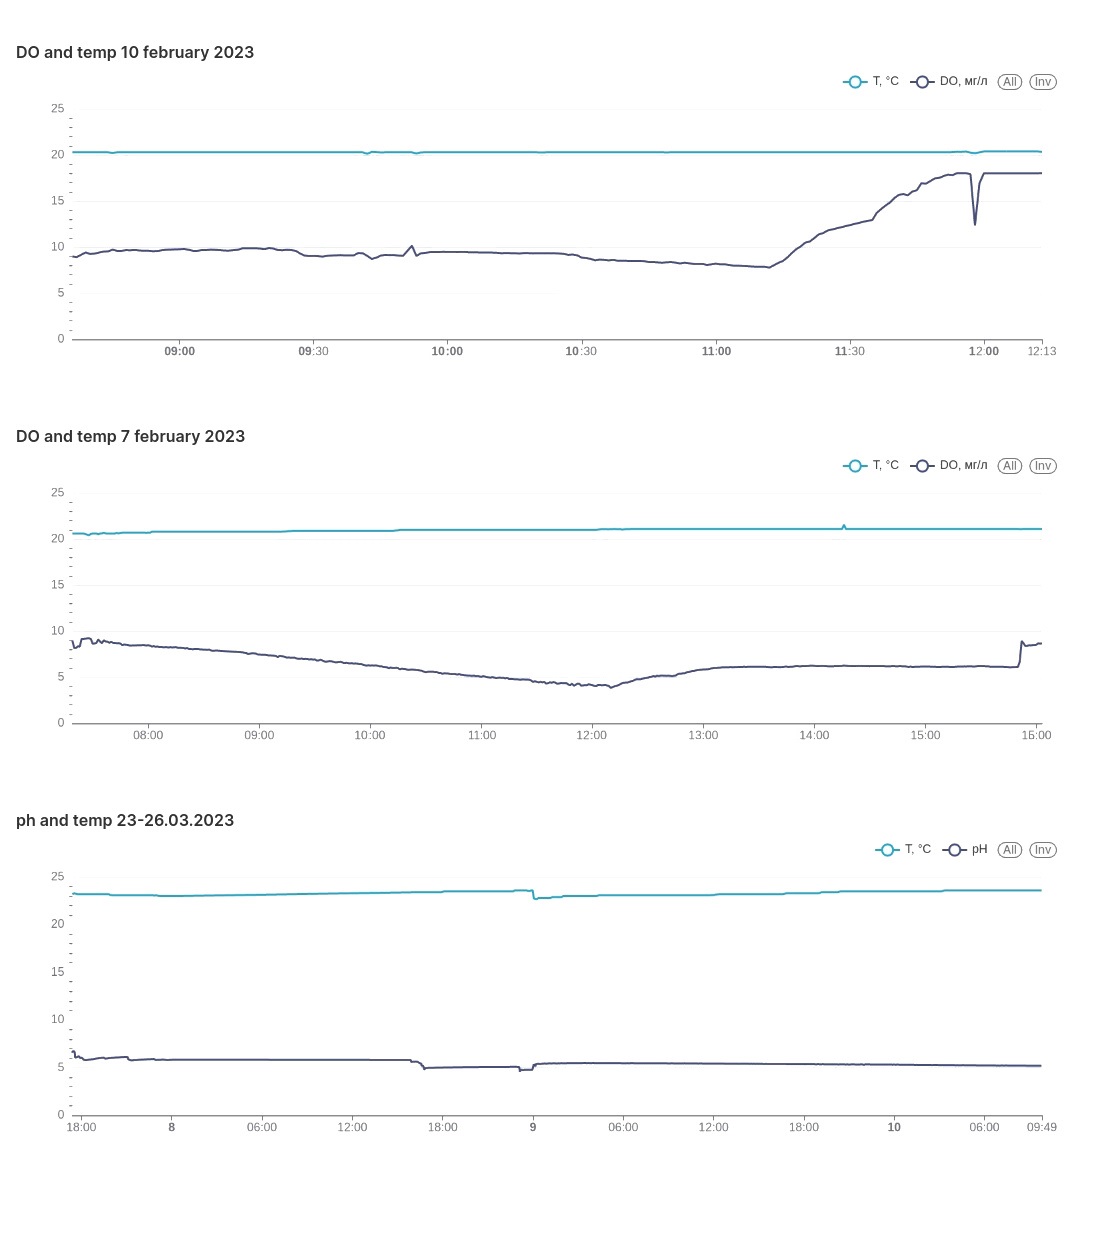 DO and temp 10 february 2023
T, °C DO, мг/л All Inv
25
20
15
10
5
0
09:00 09:30 10:00 10:30 11:00 11:30 12:00 12:13
DO and temp 7 february 2023
T, °C DO, мг/л All Inv
25
20
15
10
5
0
08:00 09:00 10:00 11:00 12:00 13:00 14:00 15:00 16:00
ph and temp 23-26.03.2023
T, °C pH All Inv
25
20
15
10
5
0
18:00 8 06:00 12:00 18:00 9 06:00 12:00 18:00 10 06:00 09:49